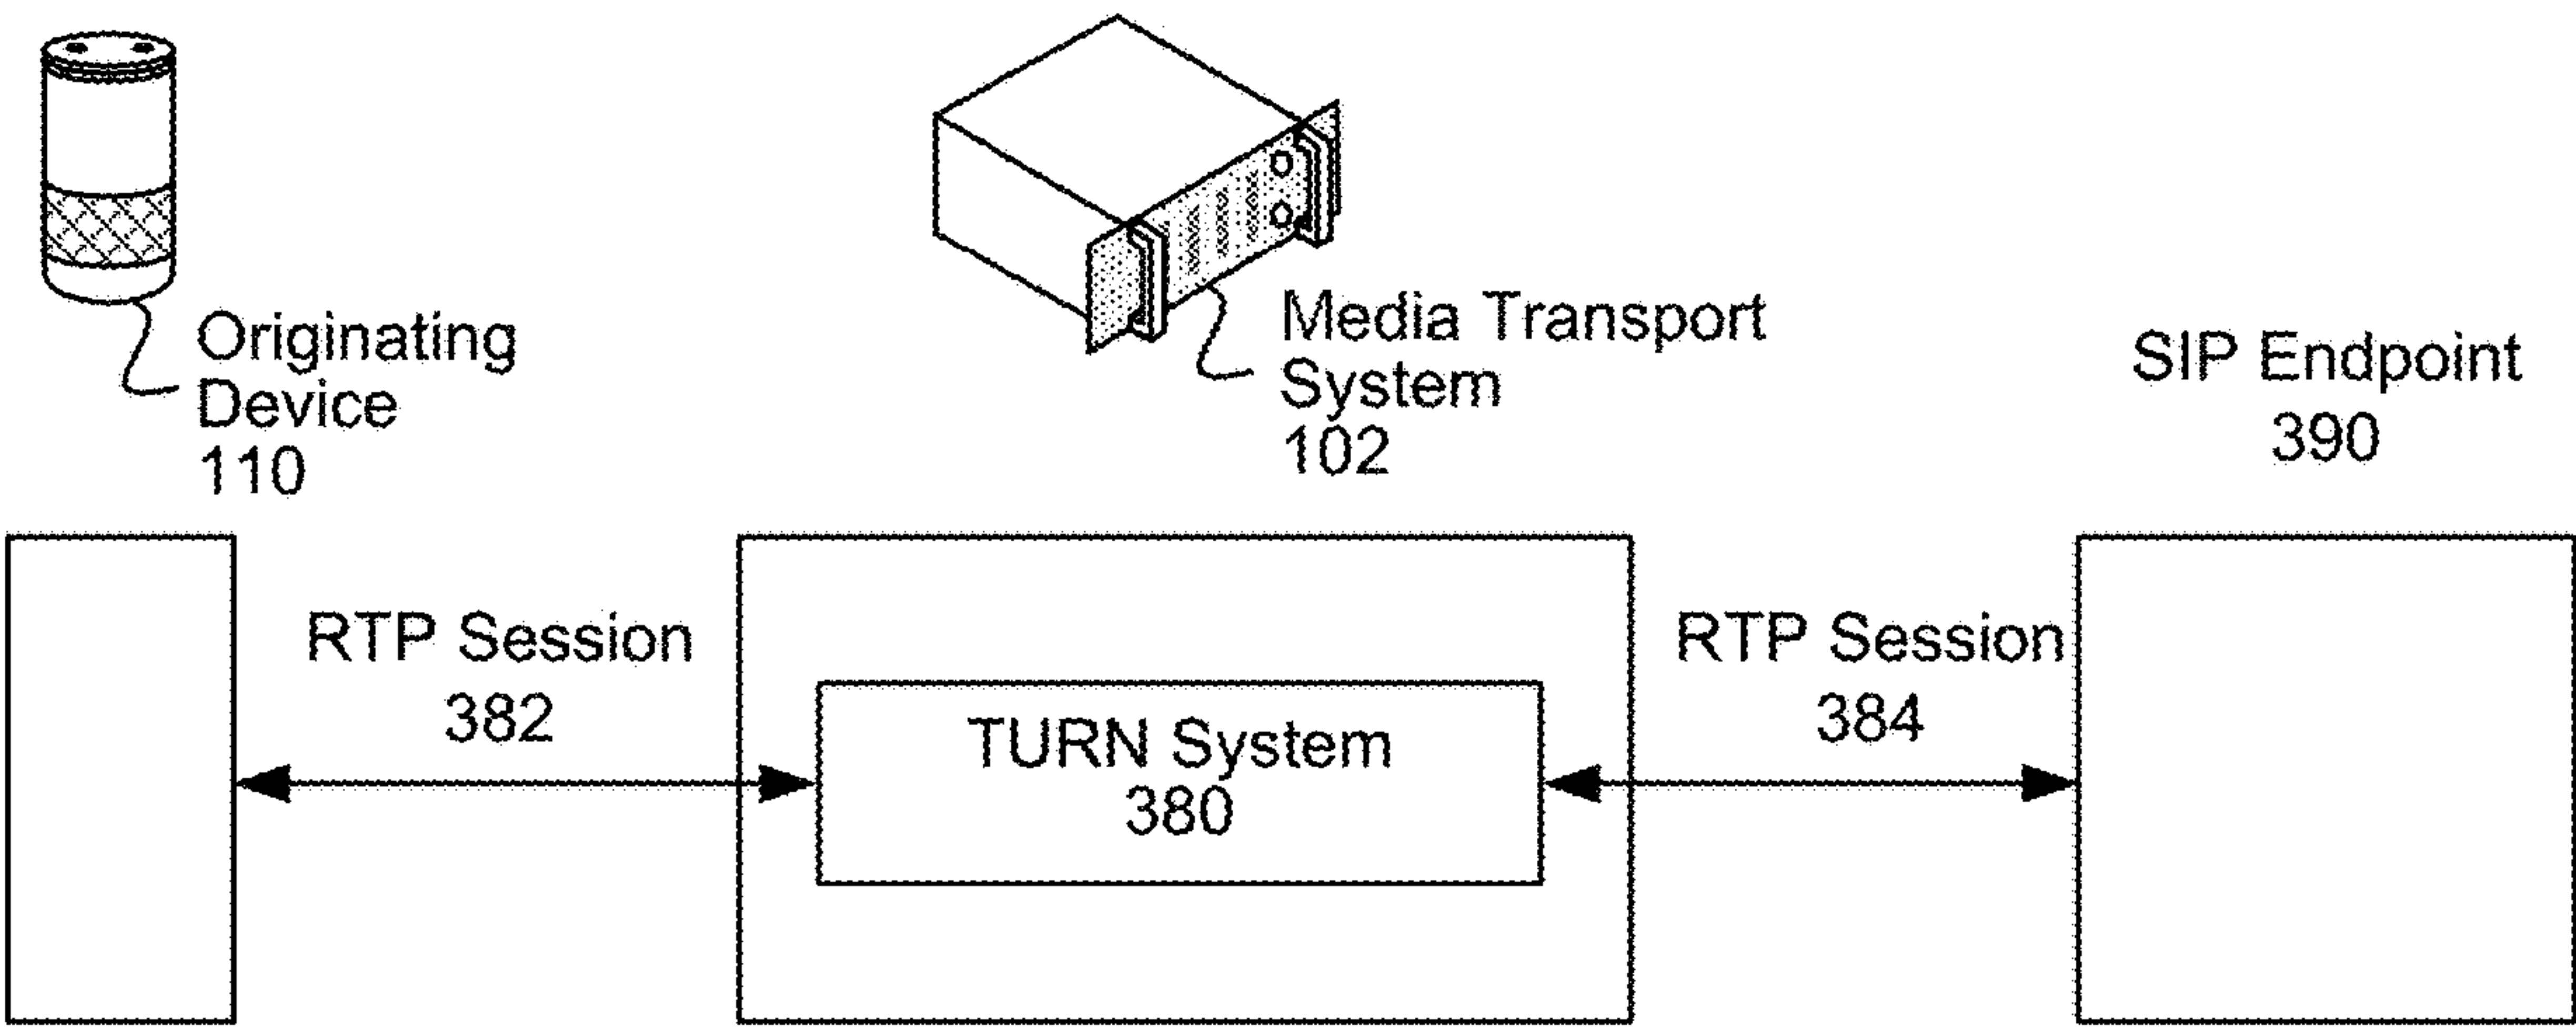 Originating
Device
110
Media Transport
System
102
SIP Endpoint
390
RTP Session
382
TURN System
380
RTP Session
384